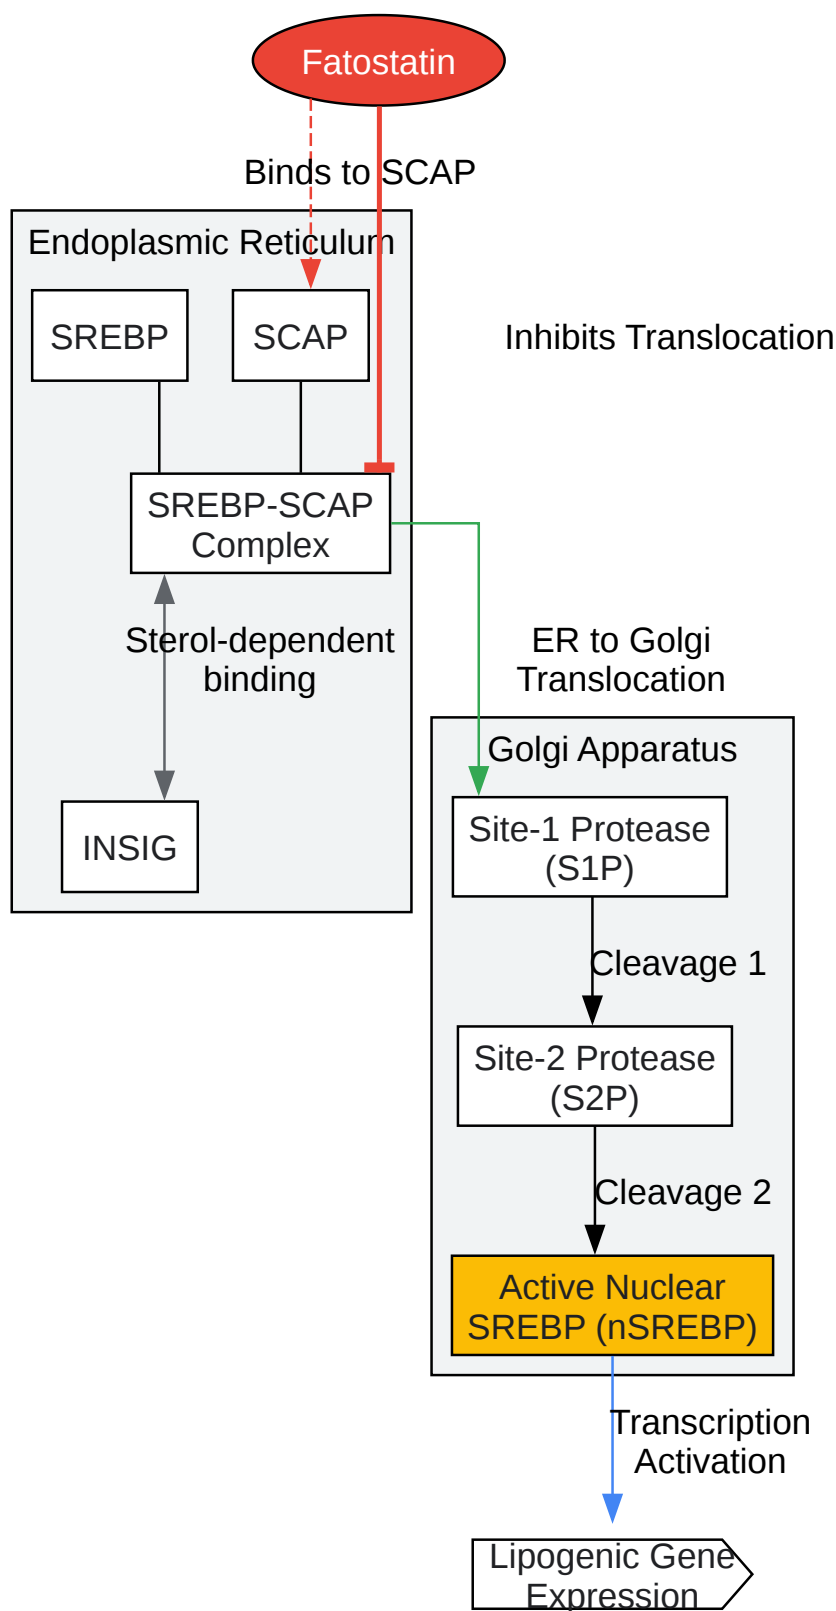 Fatostatin
Binds to SCAP
Endoplasmic Reticulum
SREBP
SCAP
Inhibits Translocation
SREBP-SCAP
Complex
Sterol-dependent
binding
ER to Golgi
Translocation
Golgi Apparatus
INSIG
Site-1 Protease
(S1P)
Cleavage 1
Site-2 Protease
(S2P)
Cleavage 2
Active Nuclear
SREBP (nSREBP)
Transcription
Activation
Lipogenic Gene
Expression